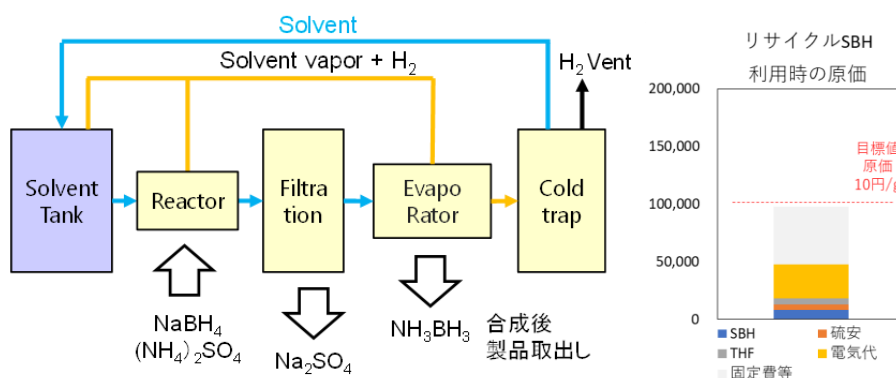 Solvent
Solvent vapor + H₂
H₂ Vent
Solvent
Tank
Reactor
Filtra
tion
Evapo
Rator
Cold
trap
NaBH₄
(NH₄)₂SO₄
Na₂SO₄
NH₃BH₃
合成後
製品取出し
リサイクルSBH
利用時の原価
200,000
150,000
100,000
50,000
0
目標値
原価
10円/g
SBH
硫安
THF
電気代
固定費等